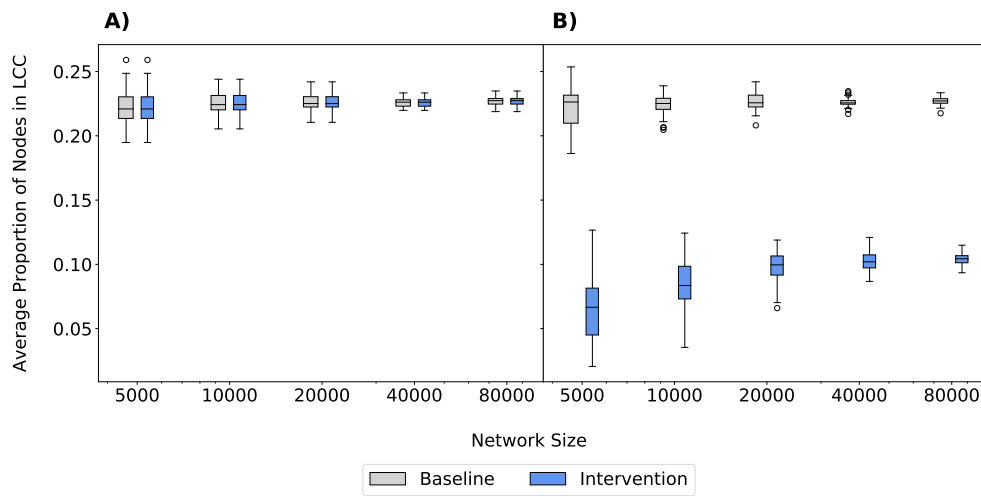 A)
B)
Average Proportion of Nodes in LCC
0.25
0.20
0.15
0.10
0.05
5000 10000 20000 40000 80000
5000 10000 20000 40000 80000
Network Size
Baseline Intervention